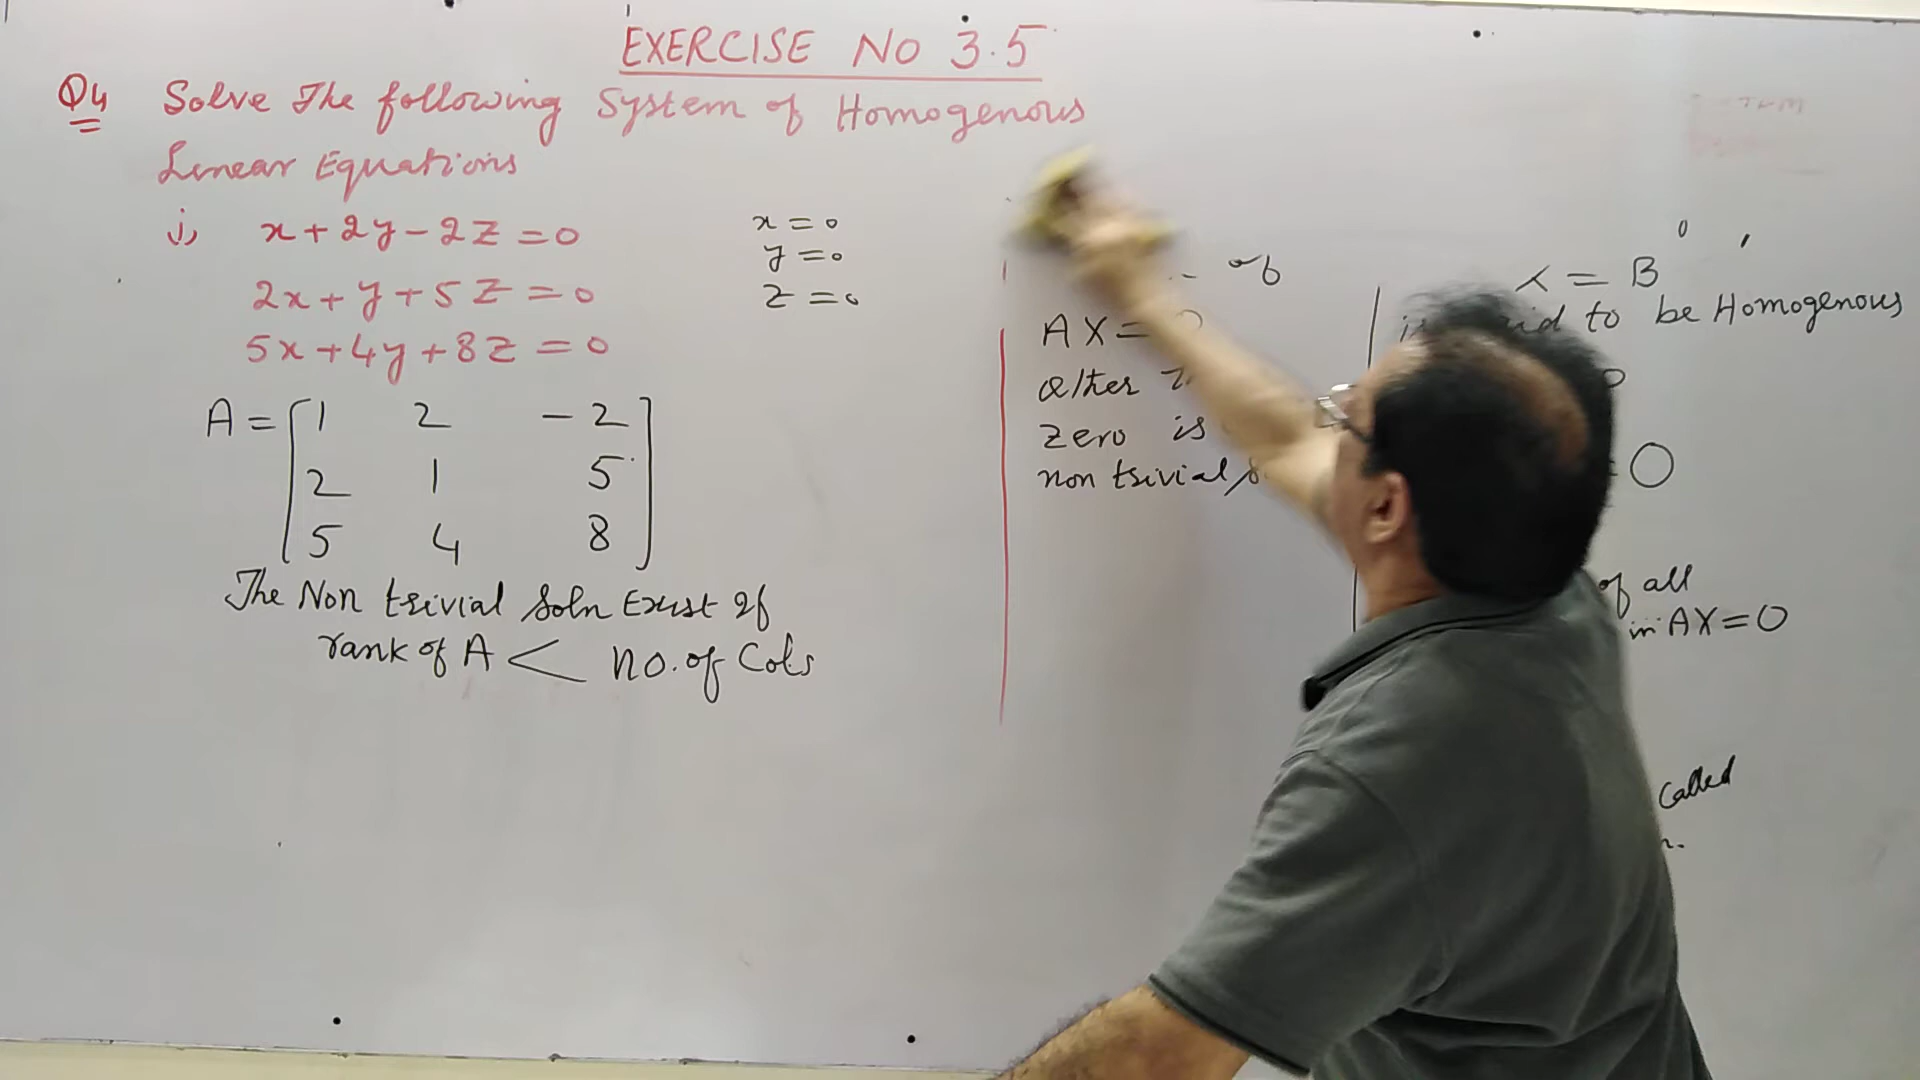 EXERCISE NO 3.5
Q4 Solve The following System of Homogenous
Linear Equations
i) x+2y-2z=0
2x+y+5z=0
5x+4y+8z=0
x=0
y=0
z=0
A=[1 2 -2
2 1 5
5 4 8]
The Non trivial Soln Exist If
rank of A < no. of Cols
of
AX=
other
zero is
non trivial
= B
to be Homogenous
0
of all
in AX=0
called